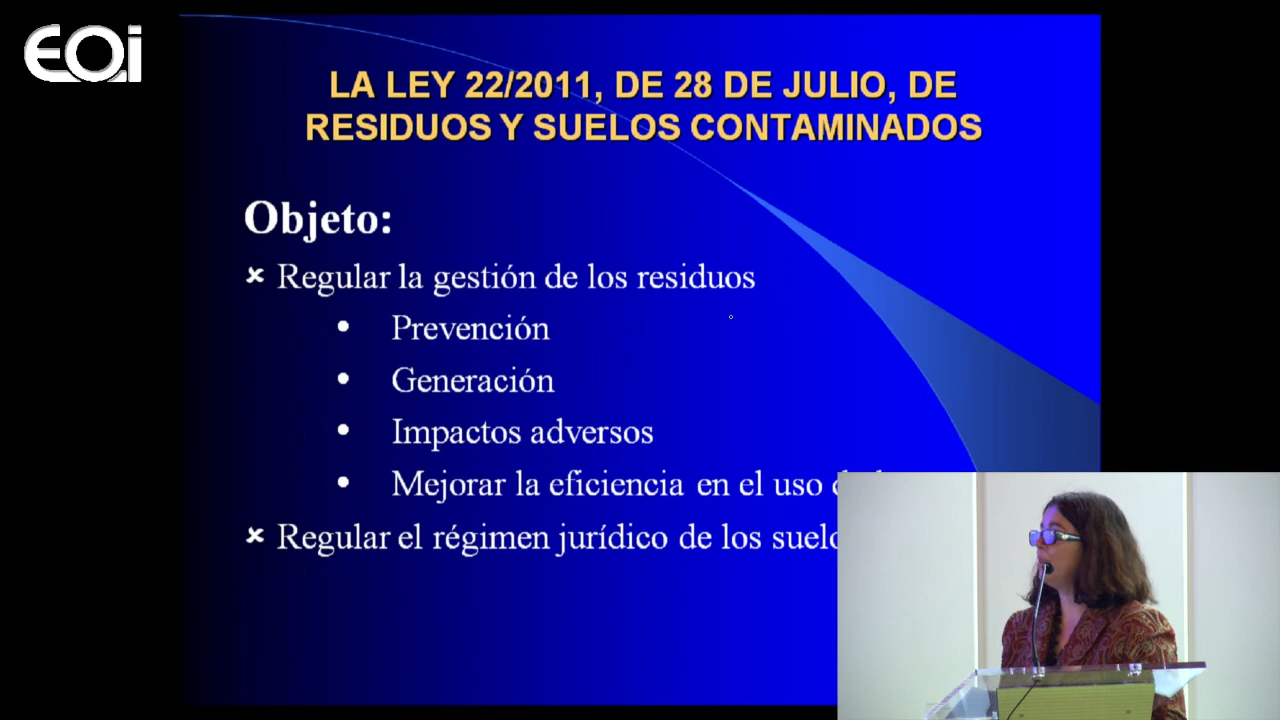 EOi
LA LEY 22/2011, DE 28 DE JULIO, DE
RESIDUOS Y SUELOS CONTAMINADOS
Objeto:
Regular la gestión de los residuos
Prevención
Generación
Impactos adversos
Mejorar la eficiencia en el uso
Regular el régimen jurídico de los